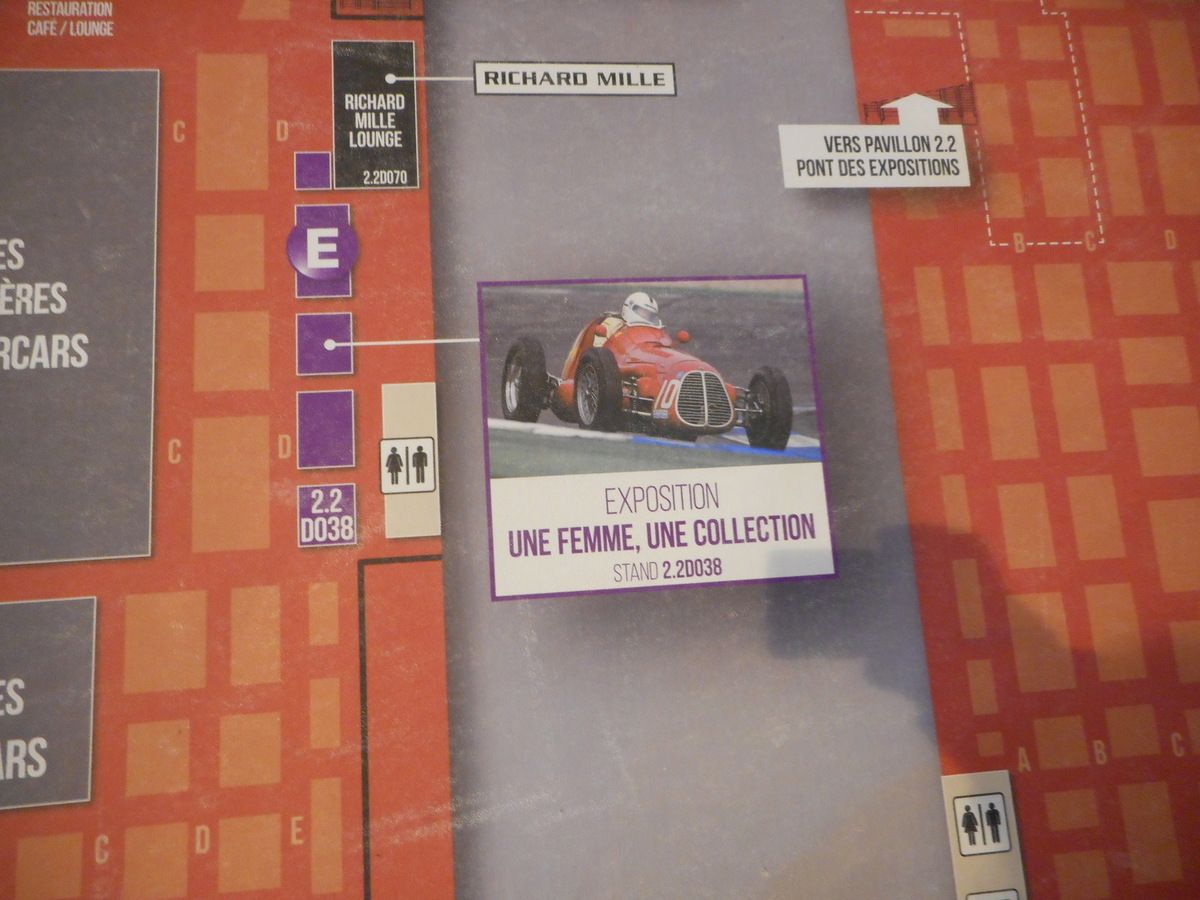 RESTAURATION
CAFÉ / LOUNGE
RICHARD MILLE
RICHARD
MILLE
LOUNGE
2.2D070
C
D
VERS PAVILLON 2.2
PONT DES EXPOSITIONS
B
C
D
E
ES
ÈRES
RCARS
10
C
D
2.2
D038
EXPOSITION
UNE FEMME, UNE COLLECTION
STAND 2.2D038
ES
ARS
A
B
C
C
D
E